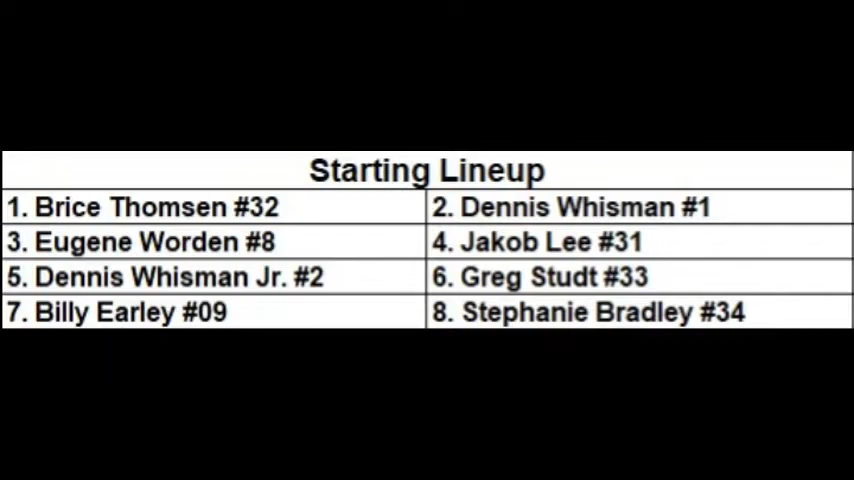 Starting Lineup
1. Brice Thomsen #32
2. Dennis Whisman #1
3. Eugene Worden #8
4. Jakob Lee #31
5. Dennis Whisman Jr. #2
6. Greg Studt #33
7. Billy Earley #09
8. Stephanie Bradley #34